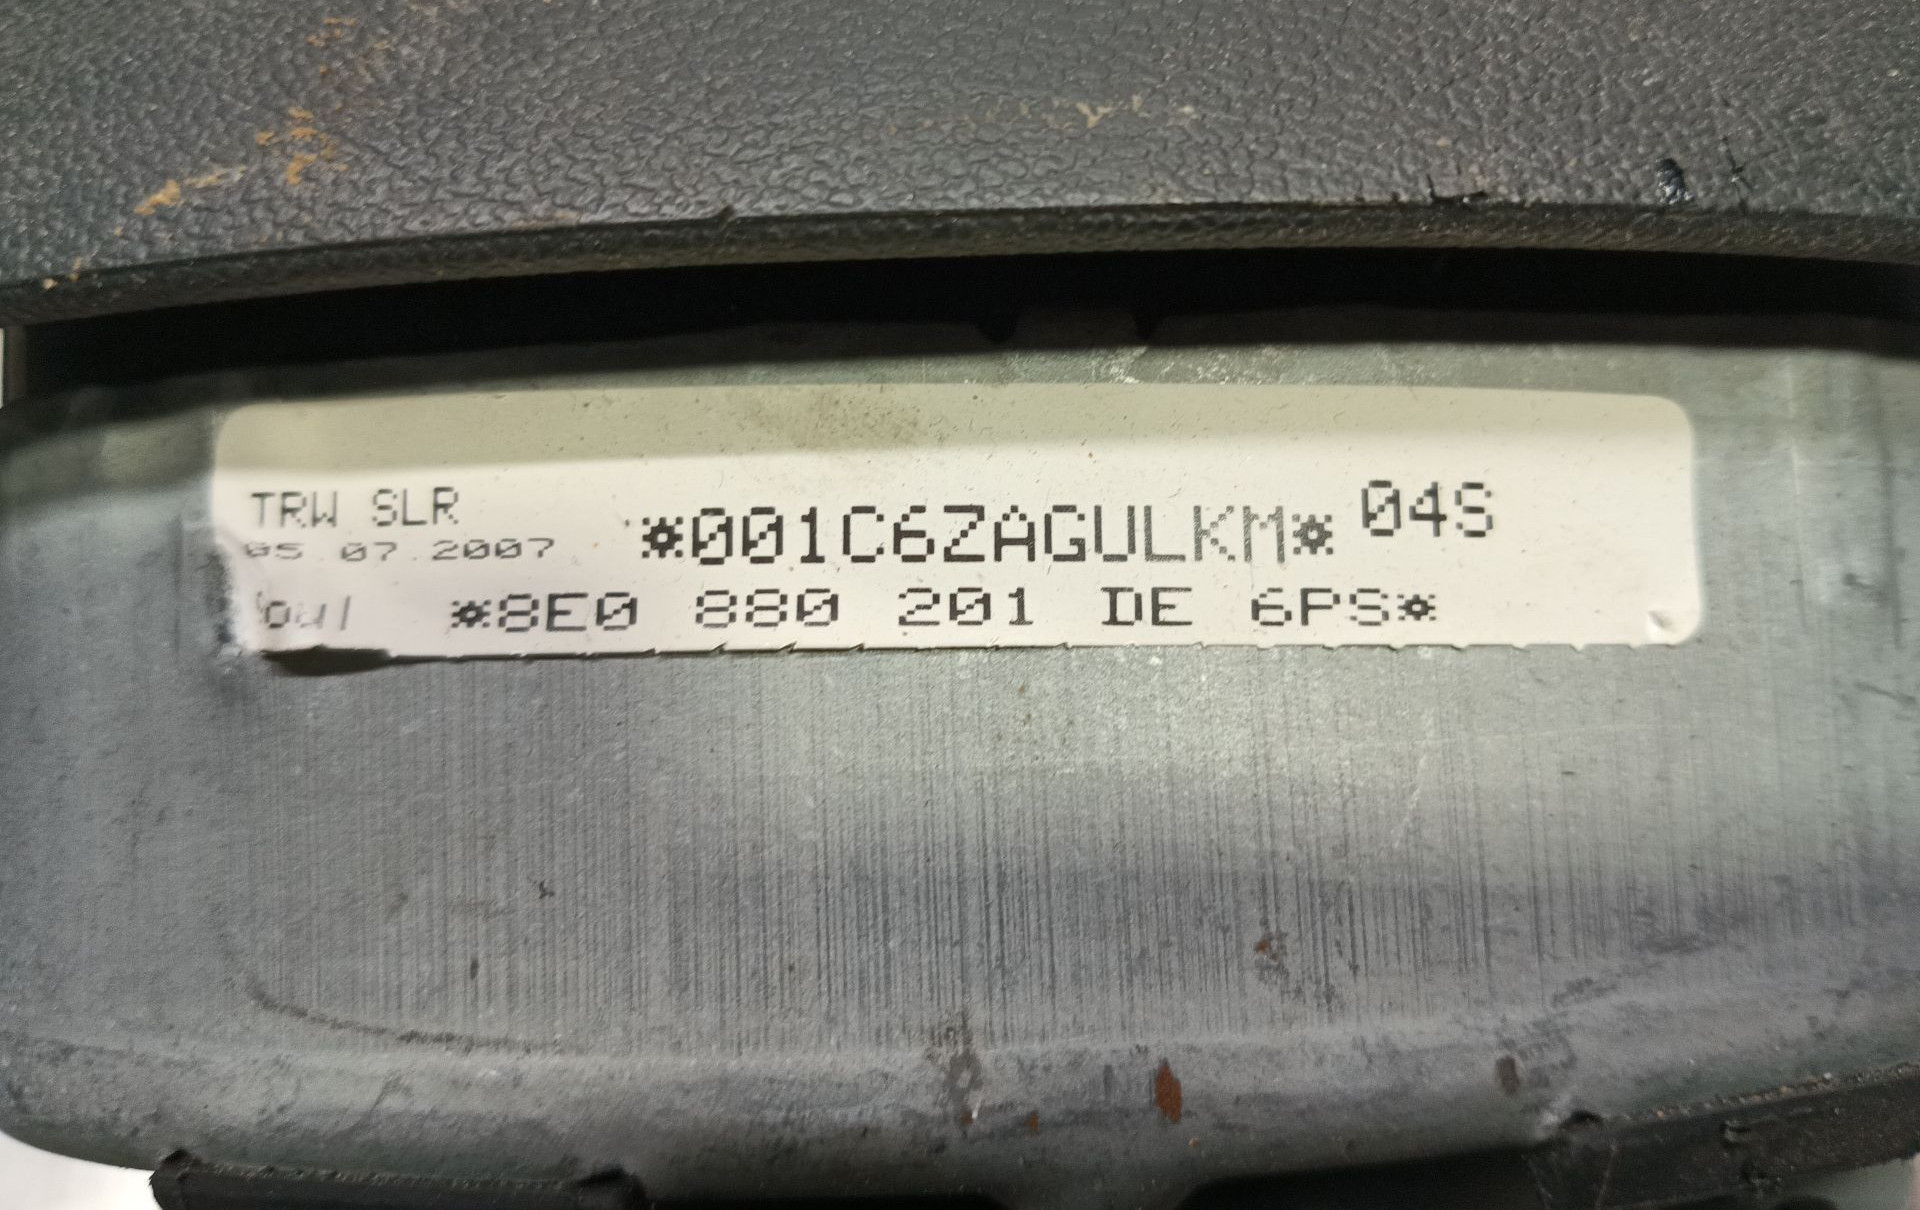 TRW SLR
05.07.2007
*001C6ZAGULKM* 04S
*8E0 880 201 DE 6PS*